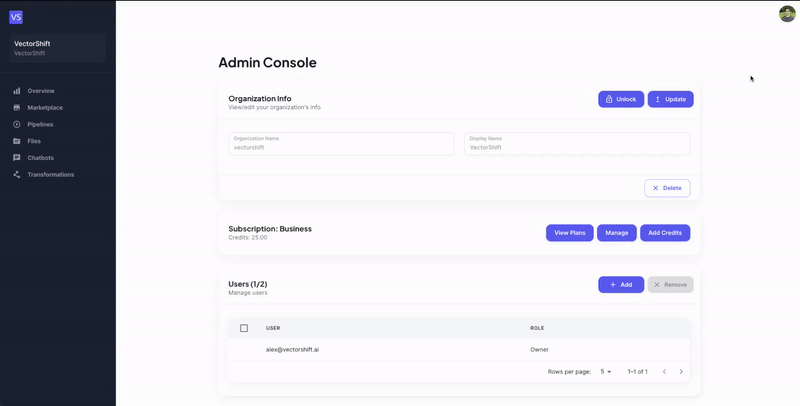 VS
VectorShift
VectorShift
Overview
Marketplace
Pipelines
Files
Chatbots
Transformations
Admin Console
Organization Info
View/edit your organization's info
Unlock
Update
Organization Name
vectorshift
Display Name
VectorShift
Delete
Subscription: Business
Credits: 25.00
View Plans
Manage
Add Credits
Users (1/2)
Manage users
Add
Remove
USER ROLE
alex@vectorshift.ai Owner
Rows per page: 5 1–1 of 1